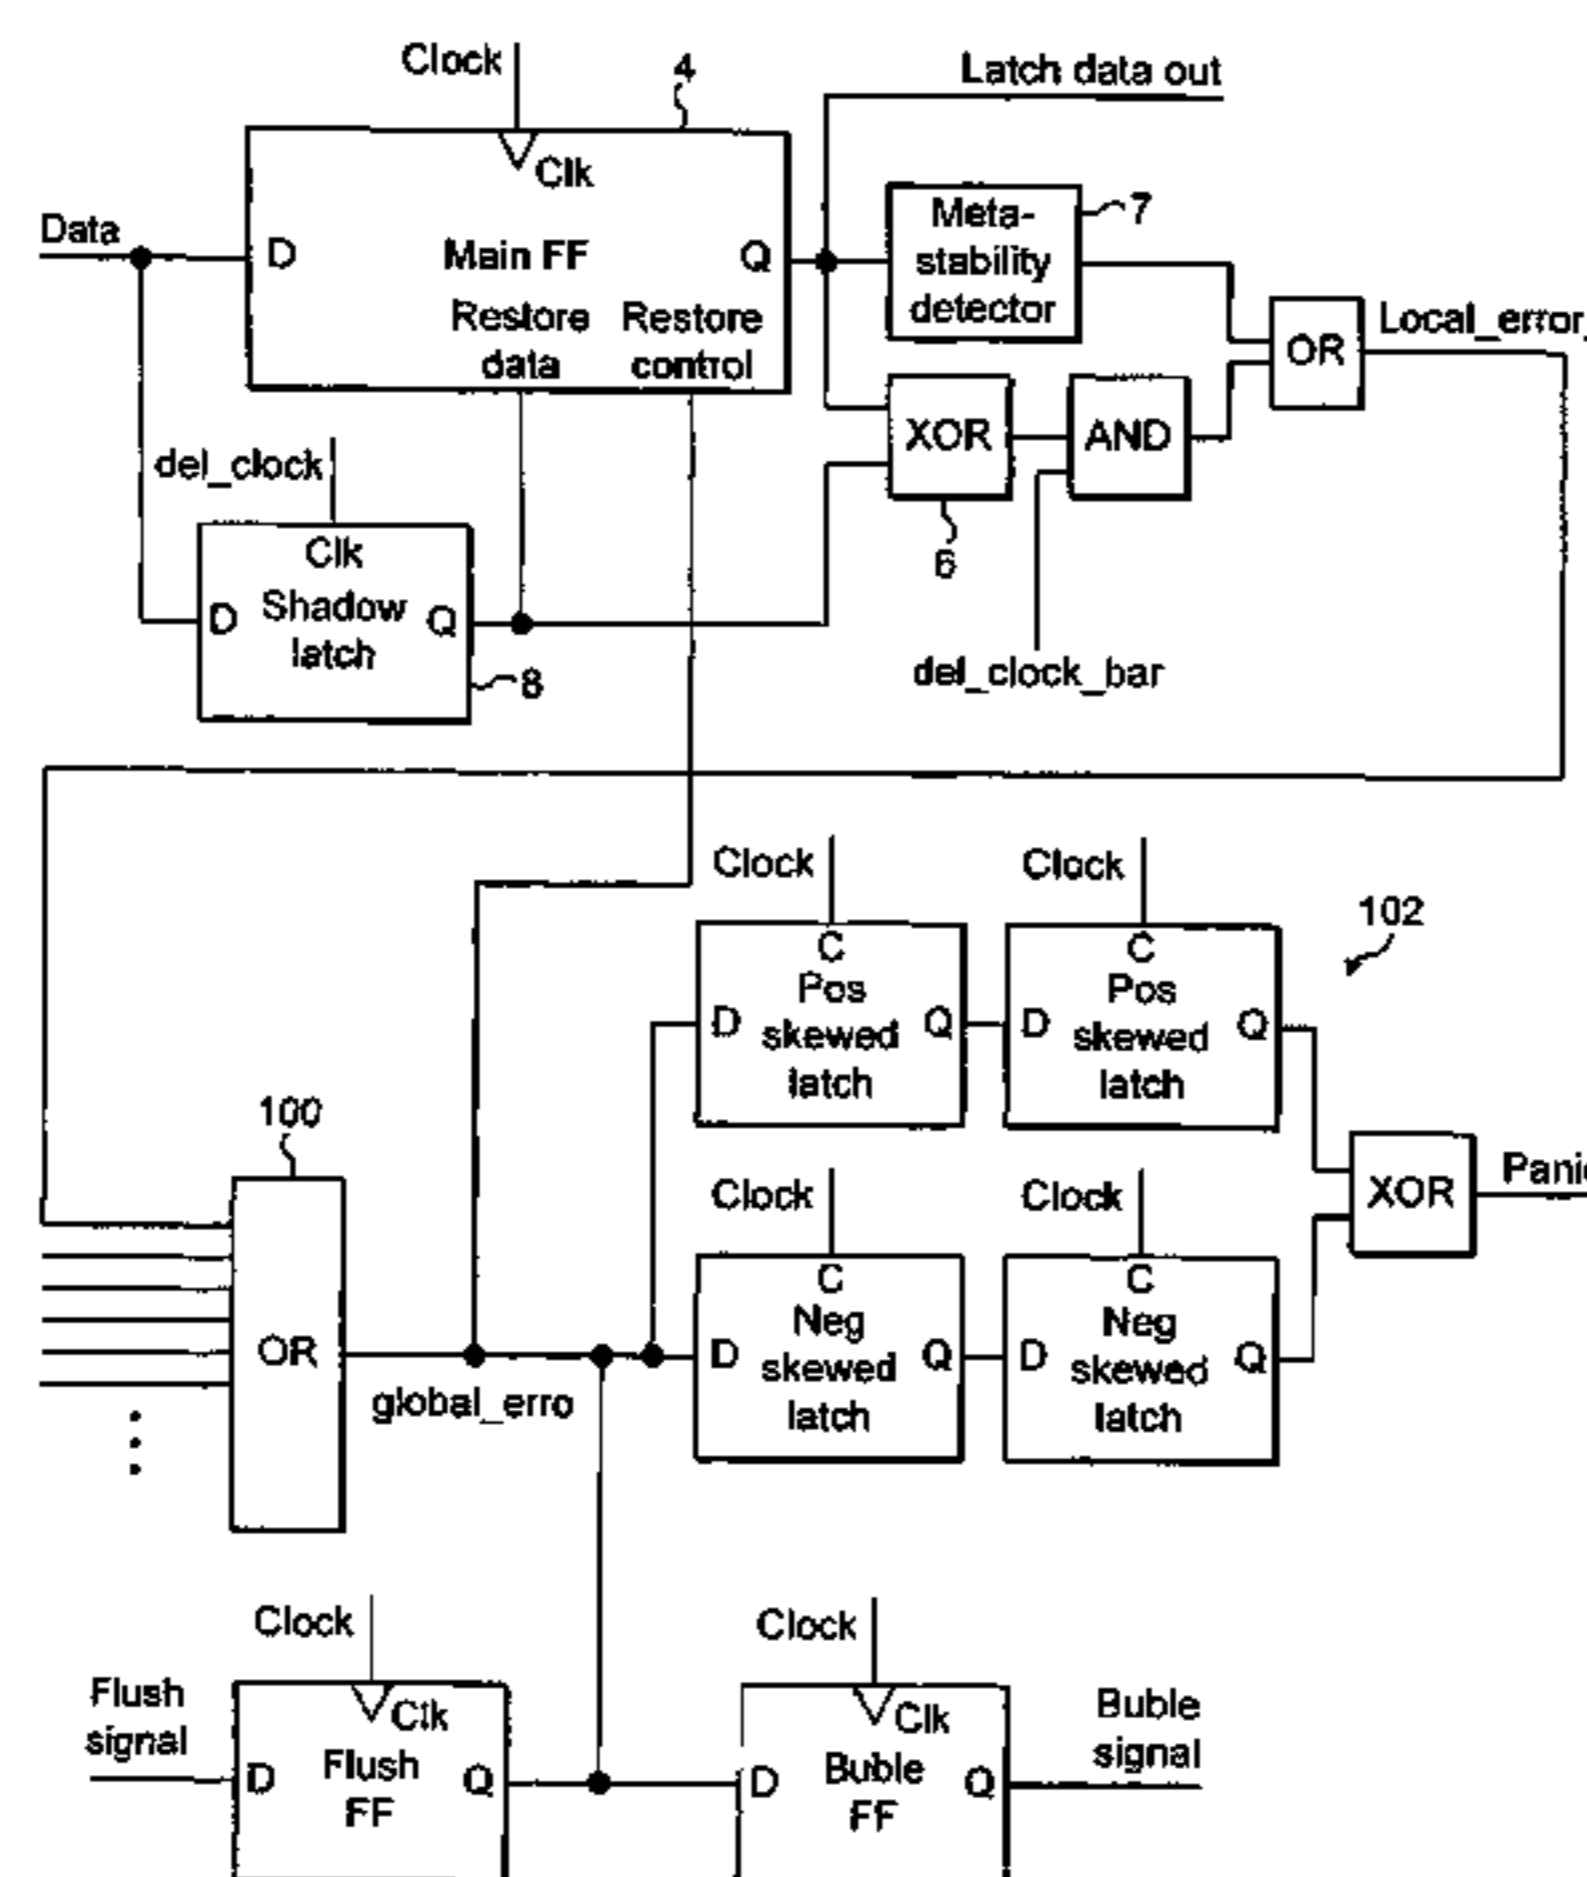 Clock
4
Latch data out
Clk
Data
D
Main FF
Q
Restore
data
Restore
control
Meta-
stability
detector
7
OR
Local_error_
XOR
AND
6
del_clock_bar
del_clock
Clk
D
Shadow
latch
Q
8
Clock
Clock
102
C
Pos
skewed
latch
D
Q
C
Pos
skewed
latch
D
Q
100
Clock
Clock
XOR
Panic
C
Neg
skewed
latch
D
Q
C
Neg
skewed
latch
D
Q
OR
global_erro
Clock
Clock
Flush
signal
Clk
D
Flush
FF
Q
Clk
D
Buble
FF
Q
Buble
signal